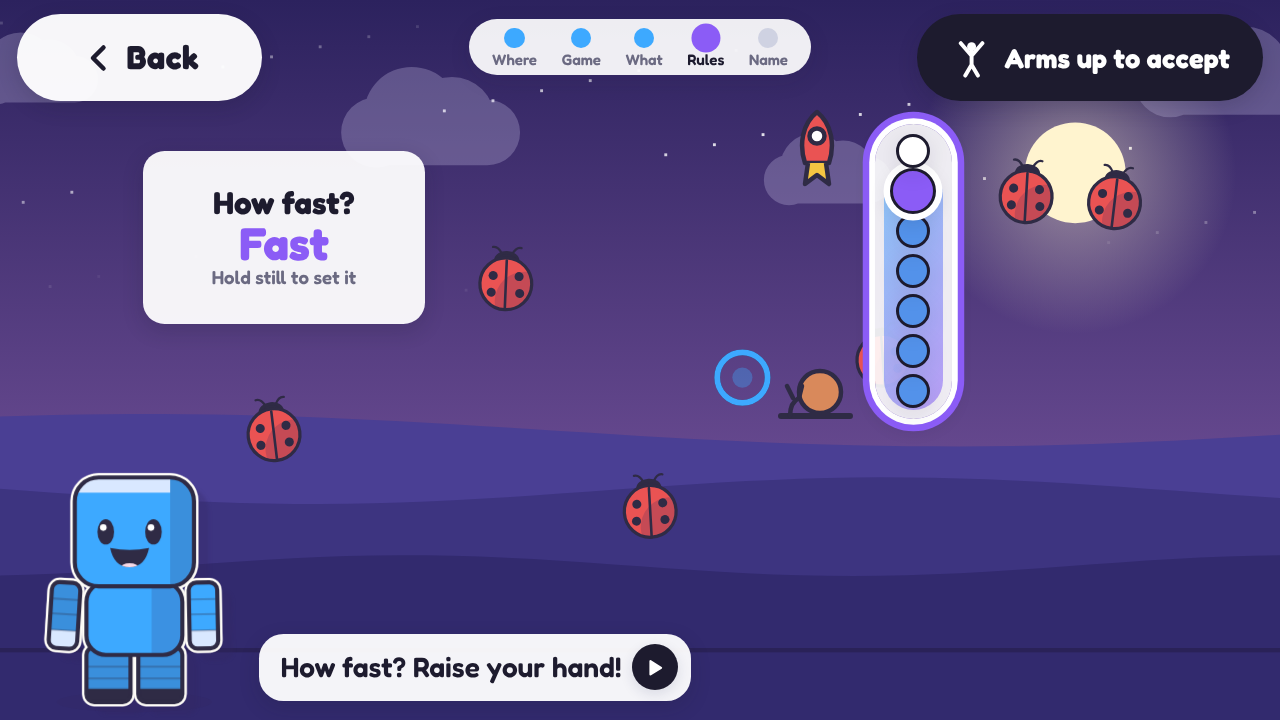 Back
Where
Game
What
Rules
Name
Arms up to accept
How fast?
Fast
Hold still to set it
How fast? Raise your hand!